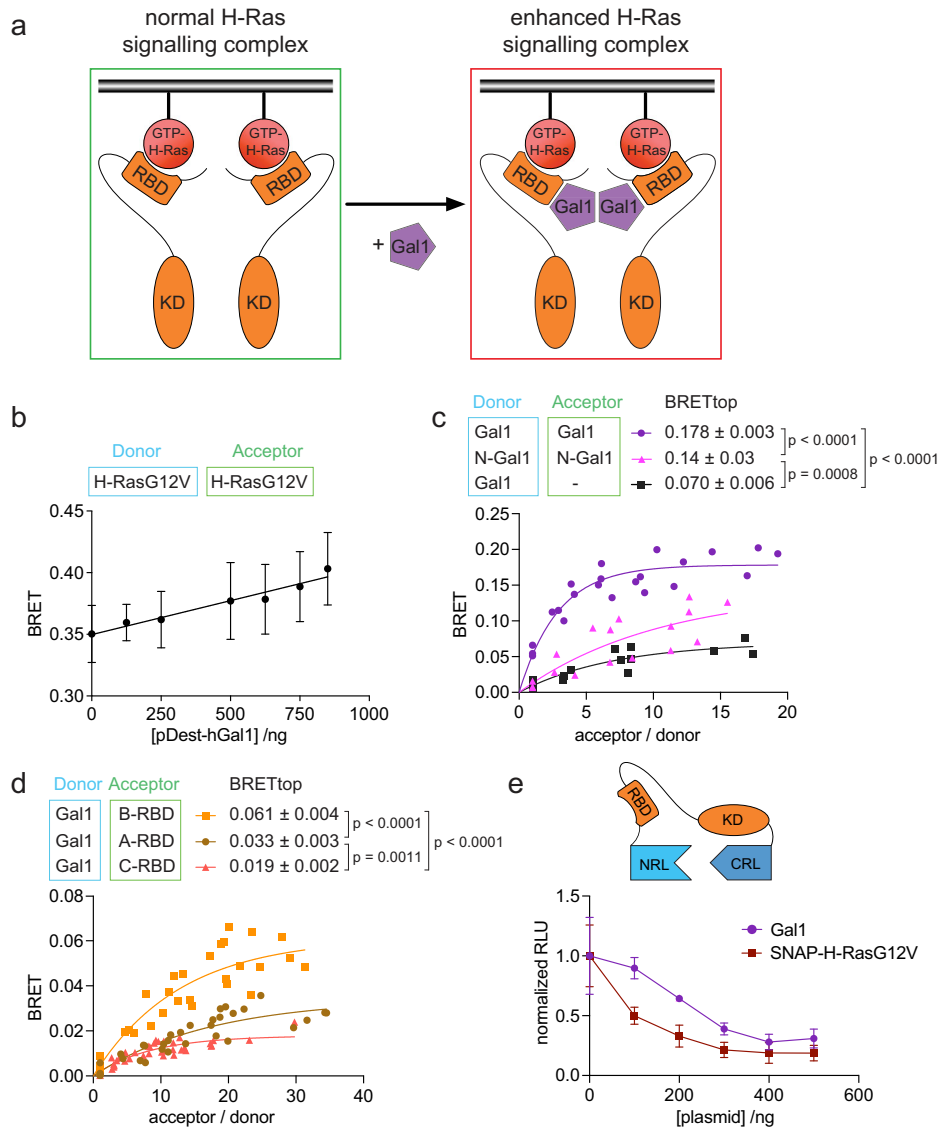 a
normal H-Ras
signalling complex
enhanced H-Ras
signalling complex
GTP-
H-Ras
GTP-
H-Ras
RBD
RBD
KD
KD
+ Gal1
GTP-
H-Ras
GTP-
H-Ras
RBD
RBD
Gal1
Gal1
KD
KD
b
Donor
Acceptor
H-RasG12V
H-RasG12V
0.45
0.40
0.35
0.30
BRET
0
250
500
750
1000
[pDest-hGal1] /ng
c
Donor
Acceptor
BRETtop
Gal1
Gal1
0.178 ± 0.003
N-Gal1
N-Gal1
0.14 ± 0.03
Gal1
-
0.070 ± 0.006
p < 0.0001
p = 0.0008
p < 0.0001
0.25
0.20
0.15
0.10
0.05
0.00
BRET
0
5
10
15
20
acceptor / donor
d
Donor
Acceptor
BRETtop
Gal1
B-RBD
0.061 ± 0.004
Gal1
A-RBD
0.033 ± 0.003
Gal1
C-RBD
0.019 ± 0.002
p < 0.0001
p = 0.0011
p < 0.0001
0.08
0.06
0.04
0.02
0.00
BRET
0
10
20
30
40
acceptor / donor
e
RBD
KD
NRL
CRL
1.5
1.0
0.5
0.0
normalized RLU
Gal1
SNAP-H-RasG12V
0
200
400
600
[plasmid] /ng